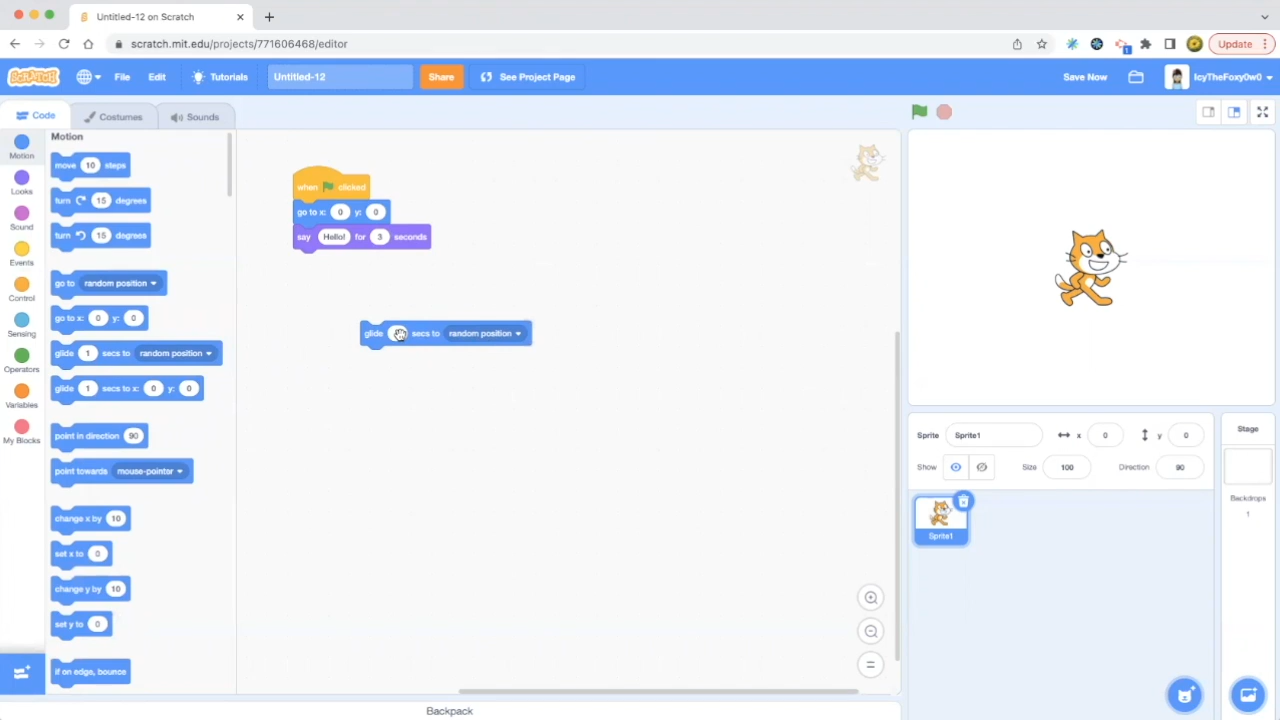 Untitled-12 on Scratch
scratch.mit.edu/projects/771606468/editor
Update
SCRATCH
File
Edit
Tutorials
Untitled-12
Share
See Project Page
Save Now
IcyTheFoxy0w0
Code
Costumes
Sounds
Motion
Looks
Sound
Events
Control
Sensing
Operators
Variables
My Blocks
Motion
move 10 steps
turn 15 degrees
turn 15 degrees
go to random position
go to x: 0 y: 0
glide 1 secs to random position
glide 1 secs to x: 0 y: 0
point in direction 90
point towards mouse-pointer
change x by 10
set x to 0
change y by 10
set y to 0
if on edge, bounce
when clicked
go to x: 0 y: 0
say Hello! for 3 seconds
glide secs to random position
Sprite Sprite1 x 0 y 0
Show Size 100 Direction 90
Sprite1
Stage
Backdrops
1
Backpack